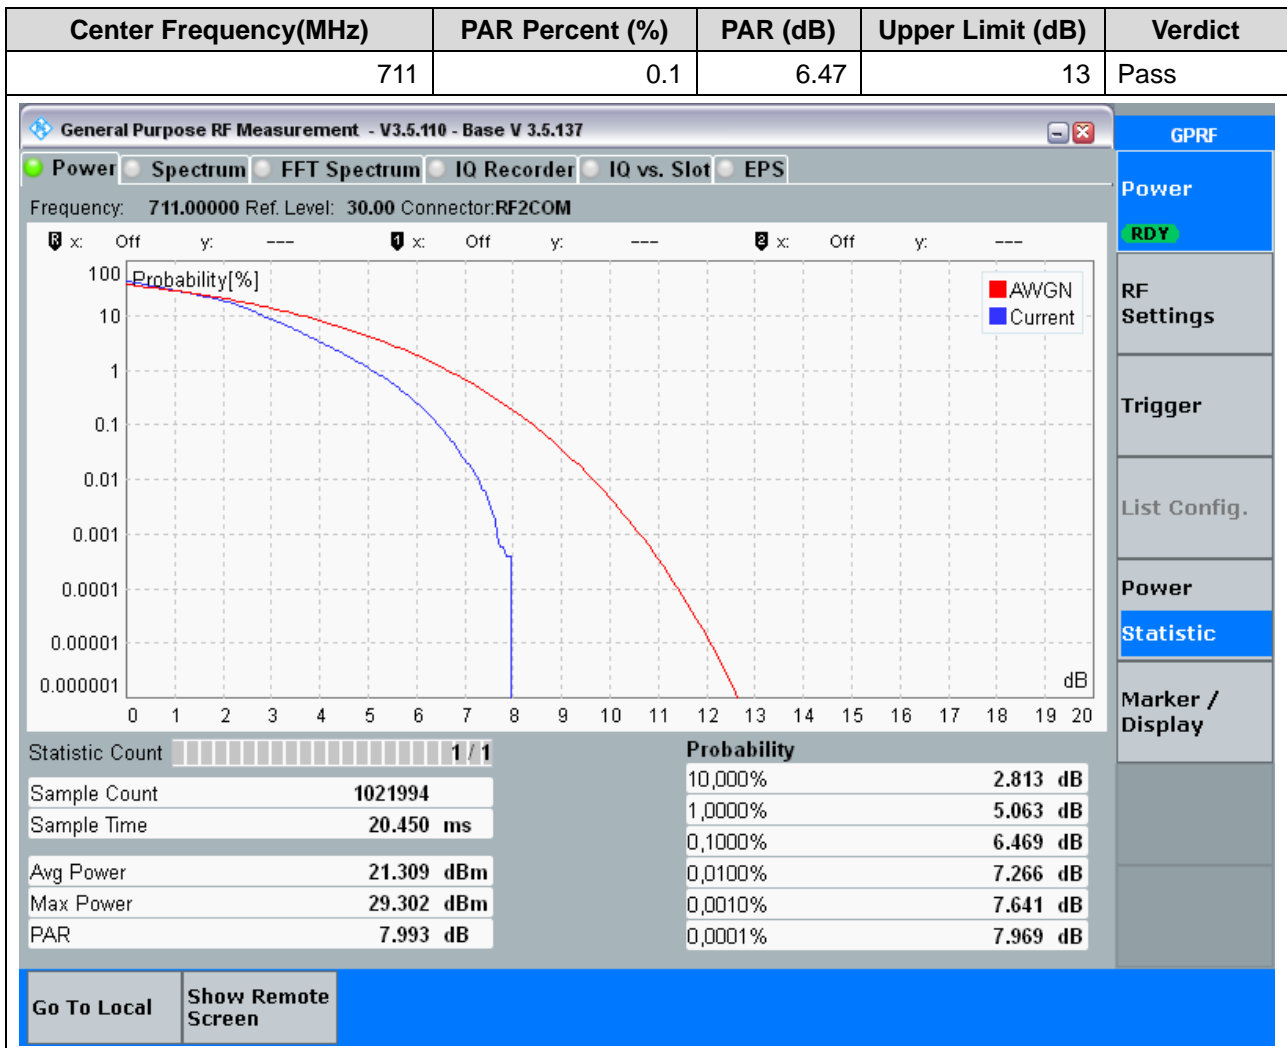 Center Frequency(MHz) PAR Percent (%) PAR (dB) Upper Limit (dB) Verdict
711 0.1 6.47 13 Pass
General Purpose RF Measurement - V3.5.110 - Base V 3.5.137
Power Spectrum FFT Spectrum IQ Recorder IQ vs. Slot EPS
Frequency: 711.00000 Ref. Level: 30.00 Connector:RF2COM
R x: Off y: --- 1 x: Off y: --- 2 x: Off y: ---
Probability[%]
AWGN
Current
100
10
1
0.1
0.01
0.001
0.0001
0.00001
0.000001
dB
0 1 2 3 4 5 6 7 8 9 10 11 12 13 14 15 16 17 18 19 20
Statistic Count 1 / 1
Sample Count 1021994
Sample Time 20.450 ms
Avg Power 21.309 dBm
Max Power 29.302 dBm
PAR 7.993 dB
Probability
10,000% 2.813 dB
1,0000% 5.063 dB
0,1000% 6.469 dB
0,0100% 7.266 dB
0,0010% 7.641 dB
0,0001% 7.969 dB
GPRF
Power
RDY
RF
Settings
Trigger
List Config.
Power
Statistic
Marker /
Display
Go To Local
Show Remote
Screen